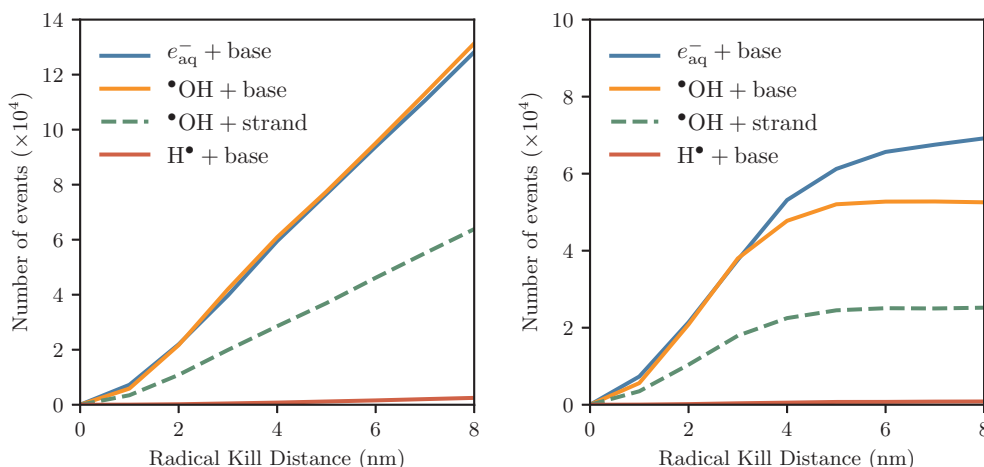 14
12
10
8
6
4
2
0
Number of events (×10⁴)
e⁻aq + base
•OH + base
•OH + strand
H• + base
0 2 4 6 8
Radical Kill Distance (nm)
10
8
6
4
2
0
Number of events (×10⁴)
e⁻aq + base
•OH + base
•OH + strand
H• + base
0 2 4 6 8
Radical Kill Distance (nm)